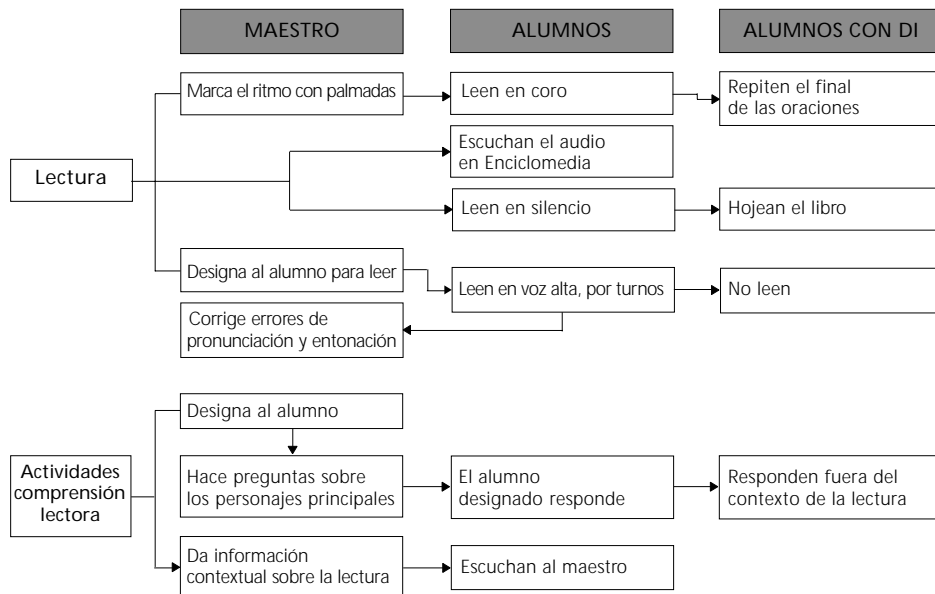 MAESTRO
ALUMNOS
ALUMNOS CON DI
Marca el ritmo con palmadas
Leen en coro
Repiten el final
de las oraciones
Escuchan el audio
en Enciclomedia
Lectura
Leen en silencio
Hojean el libro
Designa al alumno para leer
Leen en voz alta, por turnos
No leen
Corrige errores de
pronunciación y entonación
Designa al alumno
Actividades
comprensión
lectora
Hace preguntas sobre
los personajes principales
El alumno
designado responde
Responden fuera del
contexto de la lectura
Da información
contextual sobre la lectura
Escuchan al maestro